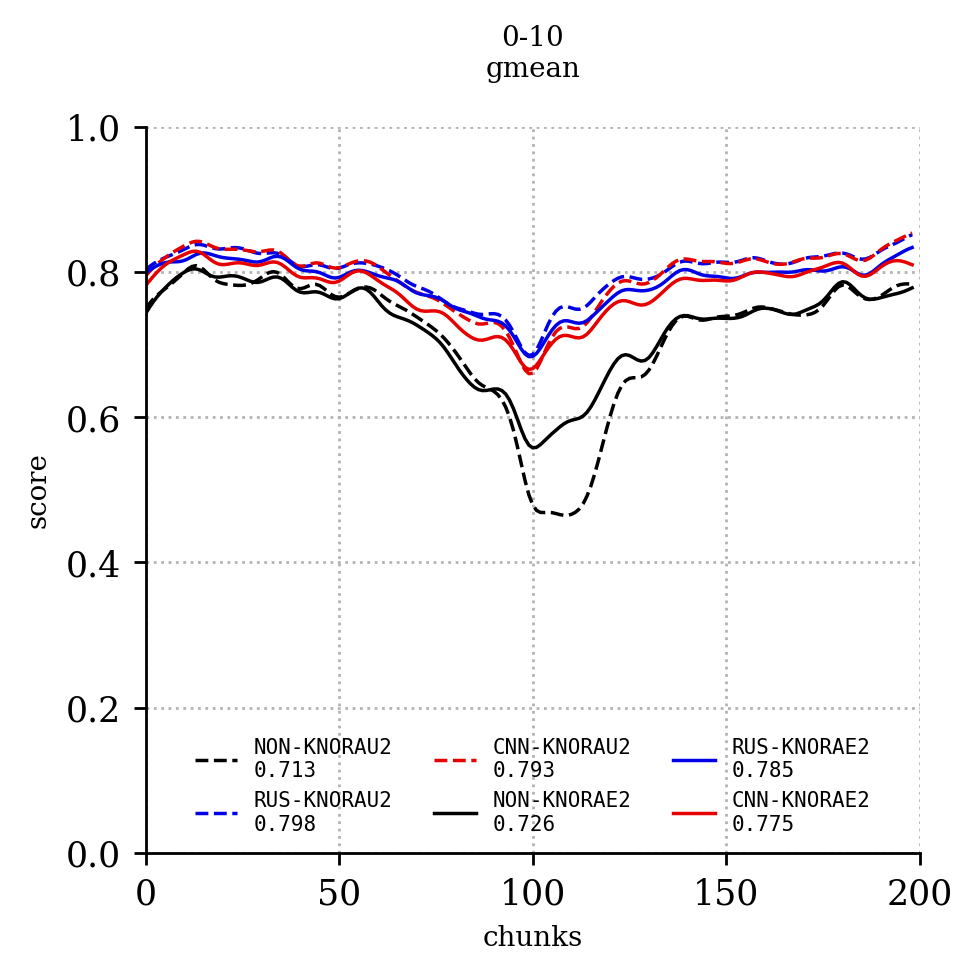 0-10
gmean
1.0
0.8
0.6
0.4
0.2
0.0
score
NON-KNORAU2
0.713
RUS-KNORAU2
0.798
CNN-KNORAU2
0.793
NON-KNORAE2
0.726
RUS-KNORAE2
0.785
CNN-KNORAE2
0.775
0 50 100 150 200
chunks